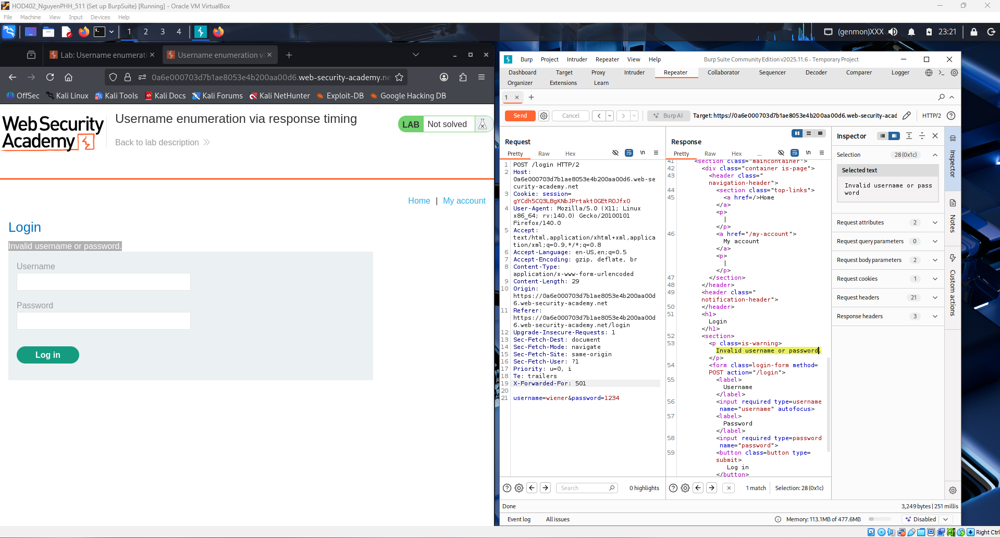 HOD402_NguyenPHH_511 (Set up BurpSuite) [Running] - Oracle VM VirtualBox
File Machine View Input Devices Help
1 2 3 4
(genmon)XXX 23:21
Lab: Username enumerati
Username enumeration vi
0a6e000703d7b1ae8053e4b200aa00d6.web-security-academy.ne
OffSec Kali Linux Kali Tools Kali Docs Kali Forums Kali NetHunter Exploit-DB Google Hacking DB
WebSecurity
Academy
Username enumeration via response timing
Back to lab description
LAB Not solved
Home | My account
Login
Invalid username or password.
Username
Password
Log in
Burp Project Intruder Repeater View Help
Burp Suite Community Edition v2025.11.6 - Temporary Project
Dashboard Target Proxy Intruder Repeater Collaborator Sequencer Decoder Comparer Logger
Organizer Extensions Learn
1
Send Cancel Burp AI Target: https://0a6e000703d7b1ae8053e4b200aa00d6.web-security-acad HTTP/2
Request
Pretty Raw Hex
\n
1 POST /login HTTP/2
2 Host:
0a6e000703d7b1ae8053e4b200aa00d6.web-se
curity-academy.net
3 Cookie: session=
gYCdh5CQ3LBgKNbJPrtakt0GEtROJfxO
4 User-Agent: Mozilla/5.0 (X11; Linux
x86_64; rv:140.0) Gecko/20100101
Firefox/140.0
5 Accept:
text/html,application/xhtml+xml,applica
tion/xml;q=0.9,*/*;q=0.8
6 Accept-Language: en-US,en;q=0.5
7 Accept-Encoding: gzip, deflate, br
8 Content-Type:
application/x-www-form-urlencoded
9 Content-Length: 29
10 Origin:
https://0a6e000703d7b1ae8053e4b200aa00d
6.web-security-academy.net
11 Referer:
https://0a6e000703d7b1ae8053e4b200aa00d
6.web-security-academy.net/login
12 Upgrade-Insecure-Requests: 1
13 Sec-Fetch-Dest: document
14 Sec-Fetch-Mode: navigate
15 Sec-Fetch-Site: same-origin
16 Sec-Fetch-User: ?1
17 Priority: u=0, i
18 Te: trailers
19 X-Forwarded-For: 501
20
21 username=wiener&password=1234
Search 0 highlights
Response
Pretty Raw Hex ...
\n
41 <section class="maincontainer">
42 <div class="container is-page">
43 <header class="
navigation-header">
44 <section class="top-links">
45 <a href=/>Home
</a>
<p>
|
</p>
46 <a href="/my-account">
My account
</a>
<p>
|
</p>
47 </section>
48 </header>
49 <header class="
notification-header">
50 </header>
51 <h1>
Login
</h1>
52 <section>
53 <p class=is-warning>
Invalid username or password.
</p>
54 <form class=login-form method=
POST action="/login">
55 <label>
Username
</label>
56 <input required type=username
name="username" autofocus>
57 <label>
Password
</label>
58 <input required type=password
name="password">
59 <button class=button type=
submit>
Log in
</button>
1 match Selection: 28 (0x1c)
Inspector
Selection 28 (0x1c)
Selected text
Invalid username or pass
word
Request attributes 2
Request query parameters 0
Request body parameters 2
Request cookies 1
Request headers 21
Response headers 3
Inspector
Notes
Custom actions
Done 3,249 bytes | 251 millis
Event log All issues Memory: 113.1MB of 477.6MB Disabled
Right Ctrl